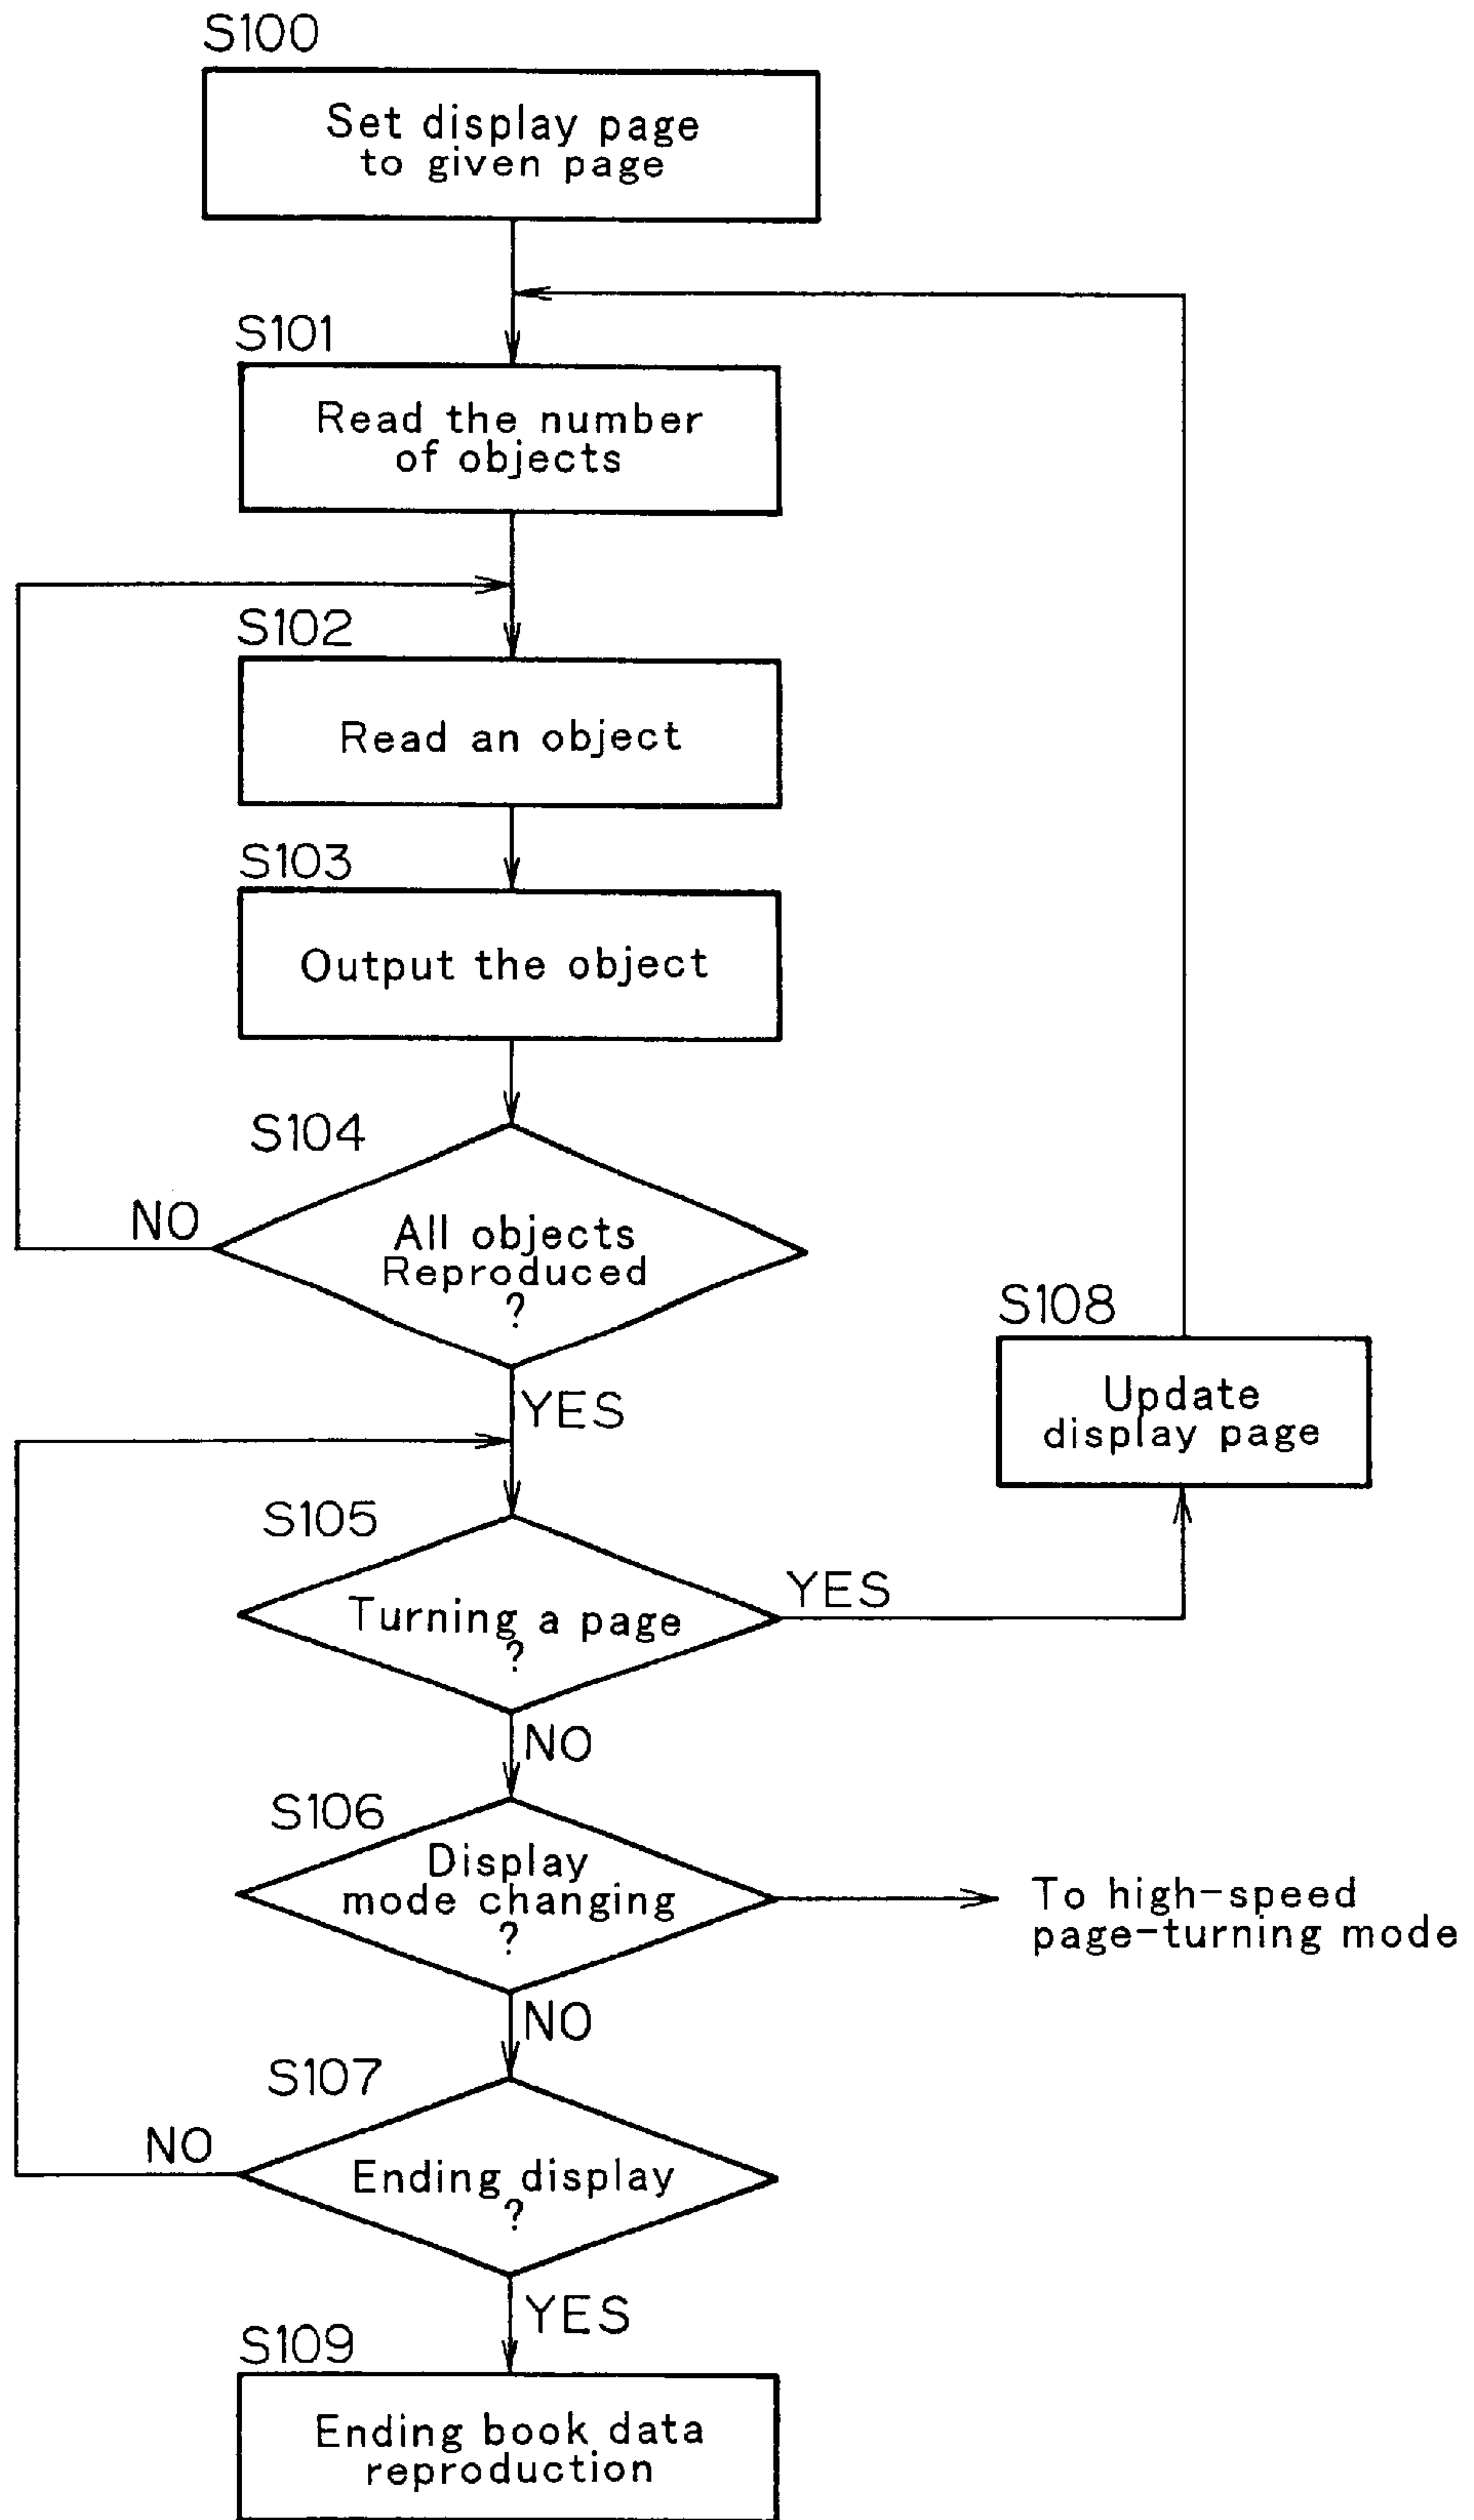 S100
Set display page
to given page
S101
Read the number
of objects
S102
Read an object
S103
Output the object
S104
NO
All objects
Reproduced
?
YES
S108
Update
display page
S105
YES
Turning a page
?
NO
S106
Display
mode changing
?
To high-speed
page-turning mode
NO
S107
NO
Ending display
?
YES
S109
Ending book data
reproduction